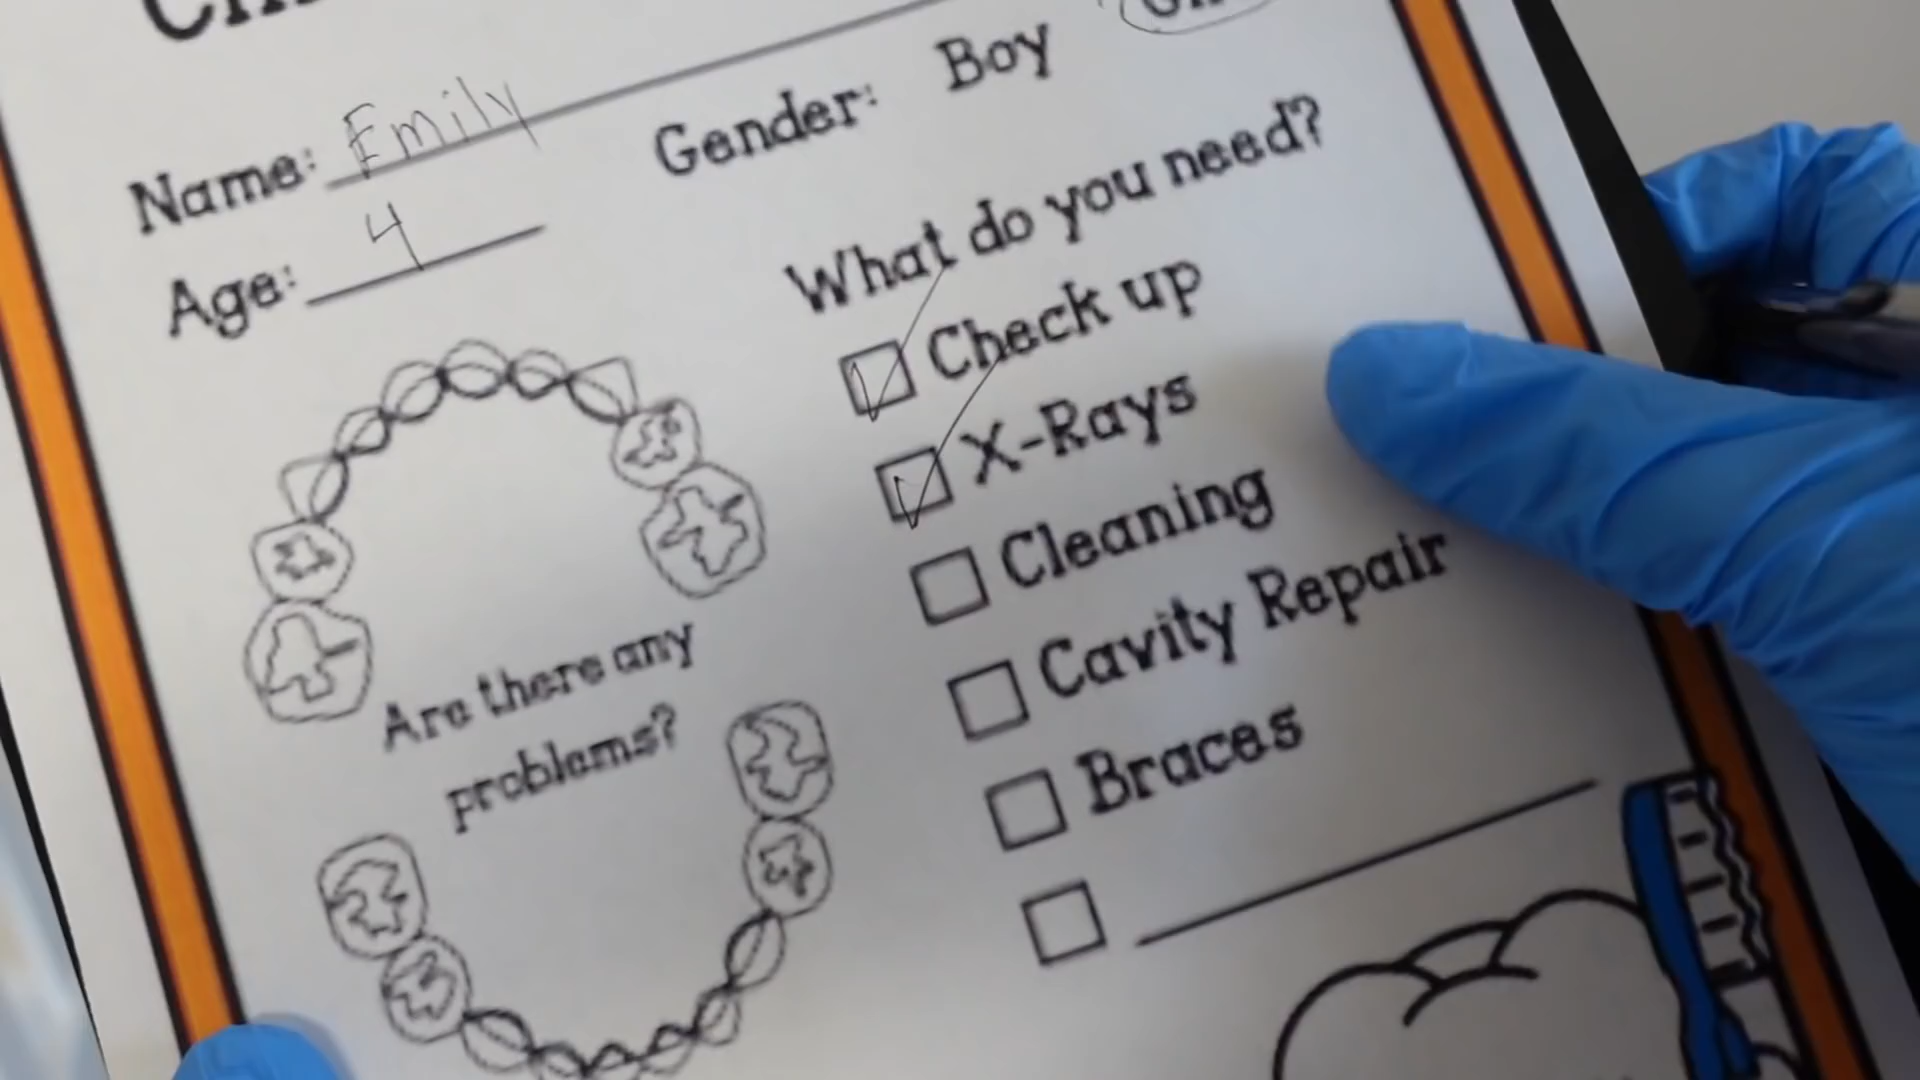 Name: Emily
Gender: Boy
Age: 4
What do you need?
Check up
X-Rays
Cleaning
Cavity Repair
Braces
Are there any
problems?